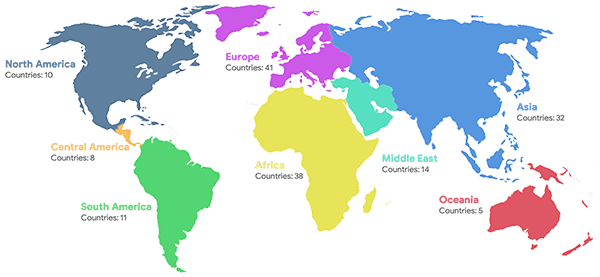 North America
Countries: 10
Europe
Countries: 41
Asia
Countries: 32
Central America
Countries: 8
Africa
Countries: 38
Middle East
Countries: 14
South America
Countries: 11
Oceania
Countries: 5